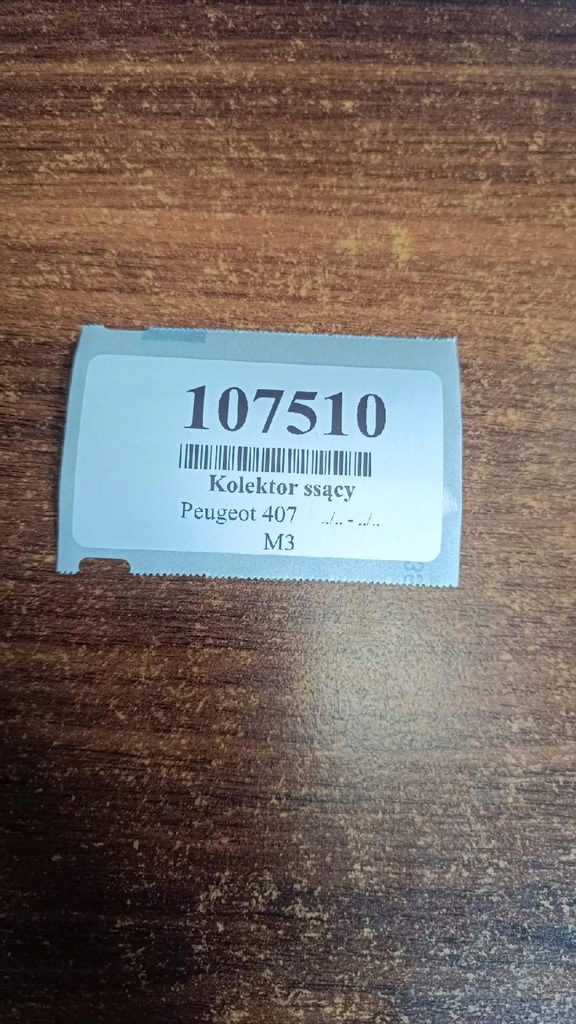 107510
Kolektor ssący
Peugeot 407 ../.. - ../..
M3